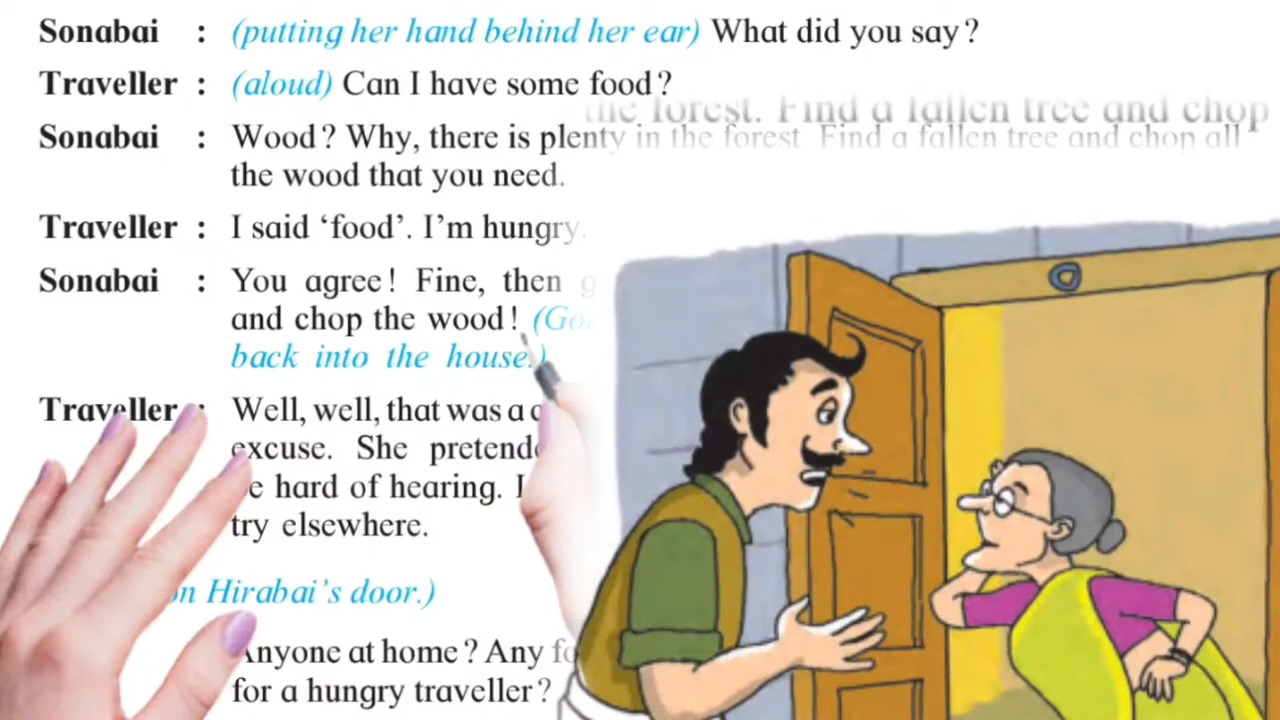 Sonabai : (putting her hand behind her ear) What did you say?
Traveller : (aloud) Can I have some food?
the forest. Find a fallen tree and chop
Sonabai : Wood? Why, there is plenty in the forest. Find a fallen tree and chop all
the wood that you need.
Traveller : I said ‘food’. I’m hungry.
Sonabai : You agree! Fine, then
and chop the wood!
back into the house.)
Traveller : Well, well, that was a
excuse. She
be hard of hearing. I
try elsewhere.
on Hirabai’s door.)
Anyone at home? Any
for a hungry traveller?